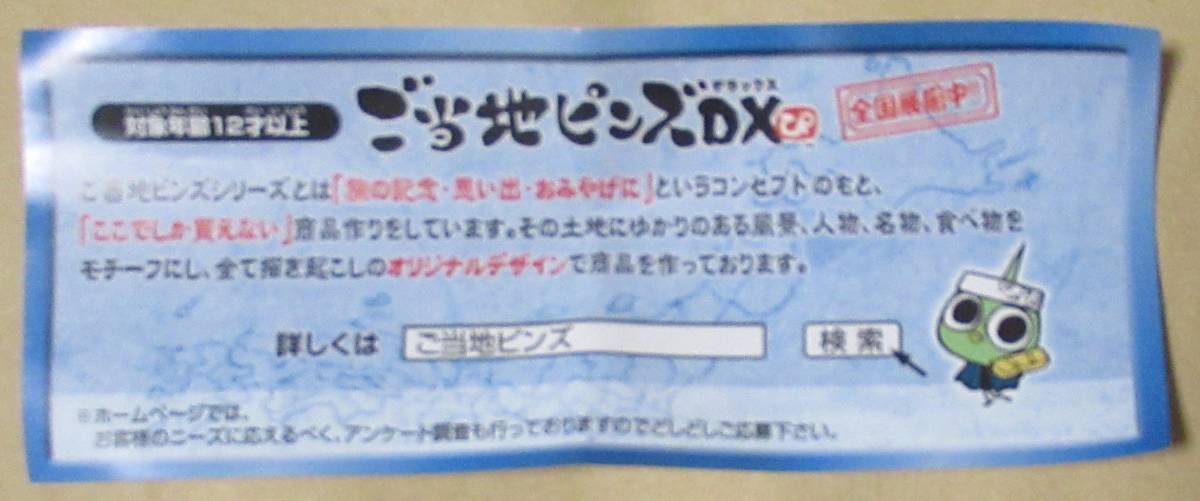 対象年齢12才以上
ご当地ピンズDX ぴ
デラックス
全国展開中!!
ご当地ピンズシリーズとは「旅の記念・思い出・おみやげに」というコンセプトのもと、
「ここでしか買えない」商品作りをしています。その土地にゆかりのある風景、人物、名物、食べ物を
モチーフにし、全て描き起こしのオリジナルデザインで商品を作っております。
詳しくは ご当地ピンズ 検索
※ホームページでは、
お客様のニーズに応えるべく、アンケート調査も行っておりますのでどしどしご応募下さい。